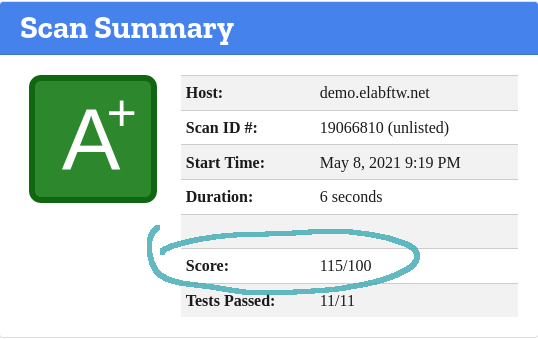 Scan Summary
A+
Host: demo.elabftw.net
Scan ID #: 19066810 (unlisted)
Start Time: May 8, 2021 9:19 PM
Duration: 6 seconds
Score: 115/100
Tests Passed: 11/11